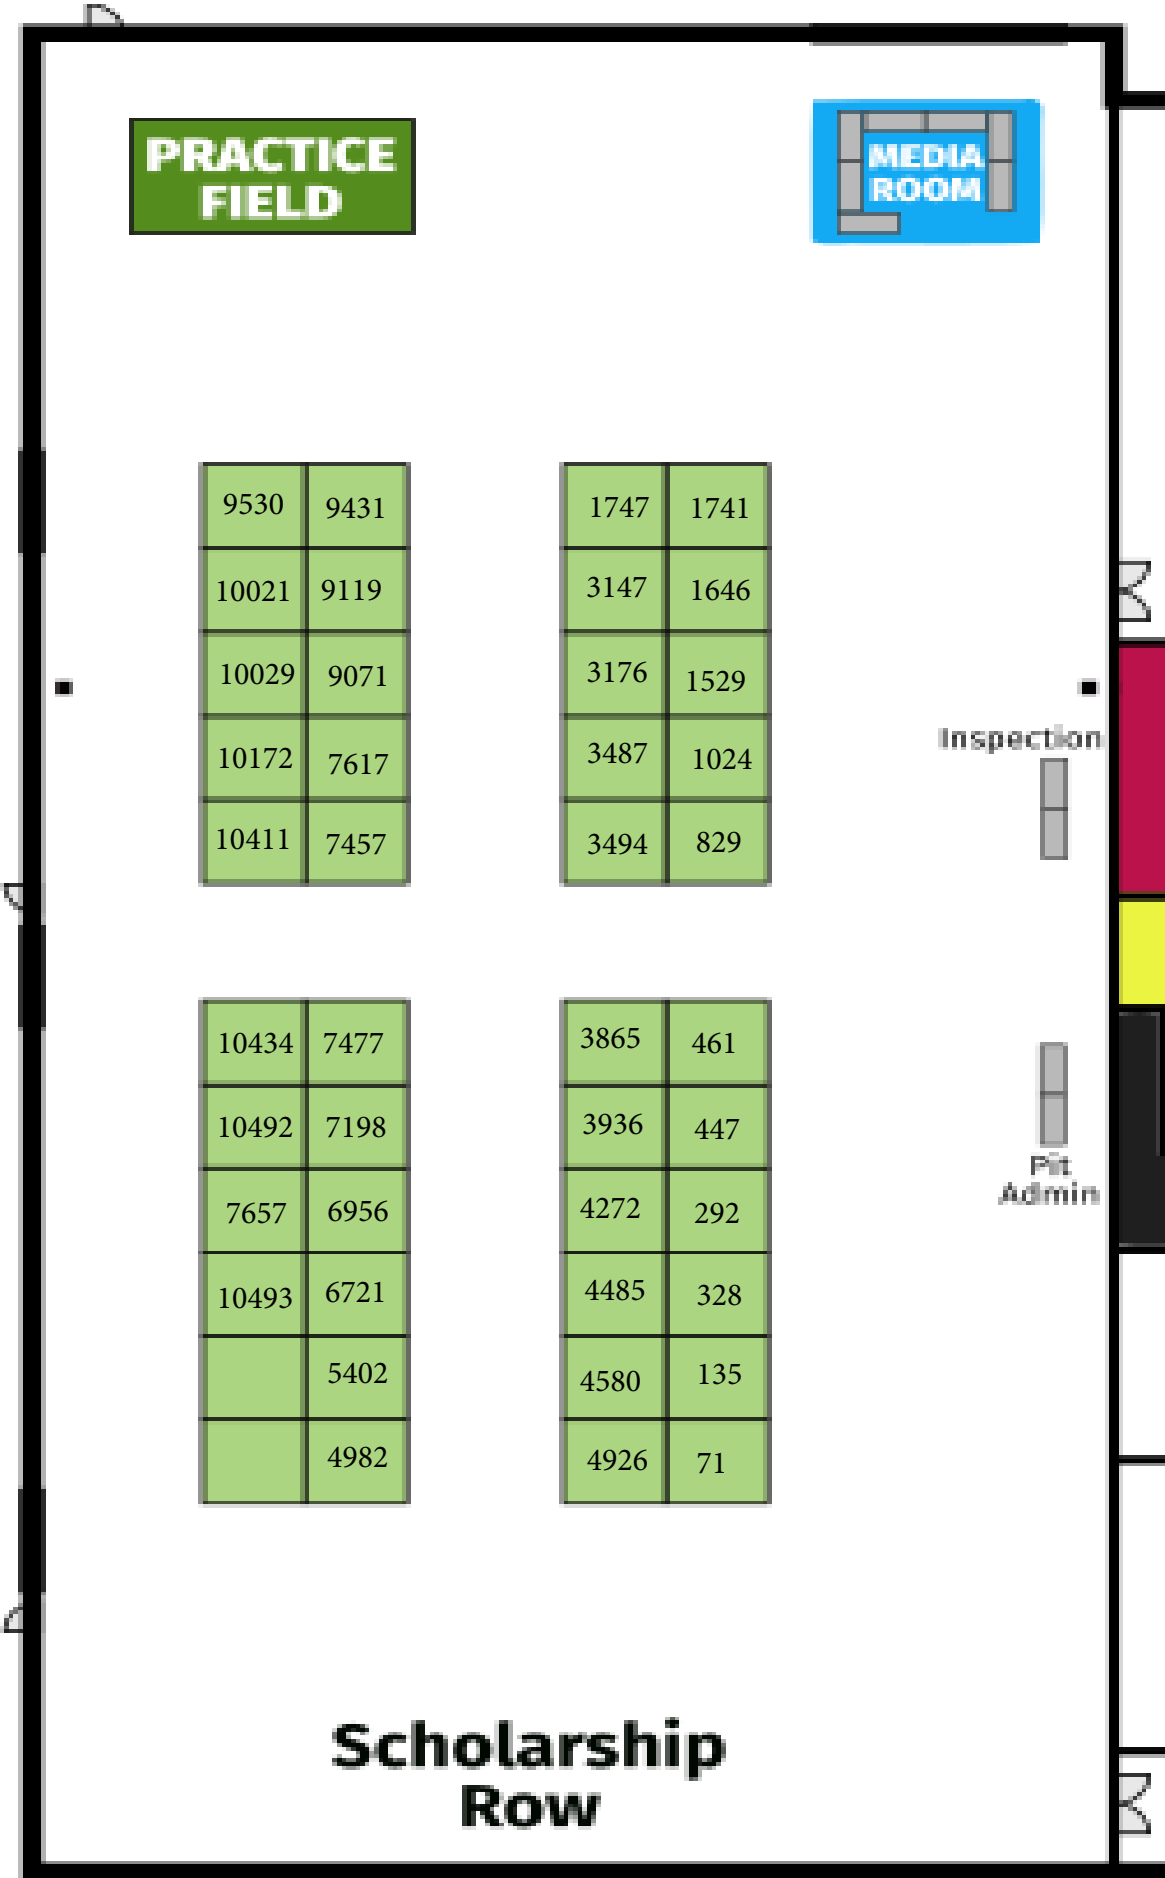 PRACTICE
FIELD
MEDIA
ROOM
9530 9431 1747 1741
10021 9119 3147 1646
10029 9071 3176 1529
10172 7617 3487 1024
10411 7457 3494 829
Inspection
10434 7477 3865 461
10492 7198 3936 447
7657 6956 4272 292
10493 6721 4485 328
5402 4580 135
4982 4926 71
Pit
Admin
Scholarship
Row